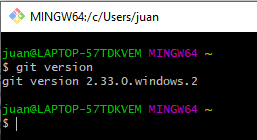 MINGW64:/c/Users/juan
juan@LAPTOP-57TDKVEM MINGW64 ~
$ git version
git version 2.33.0.windows.2
juan@LAPTOP-57TDKVEM MINGW64 ~
$